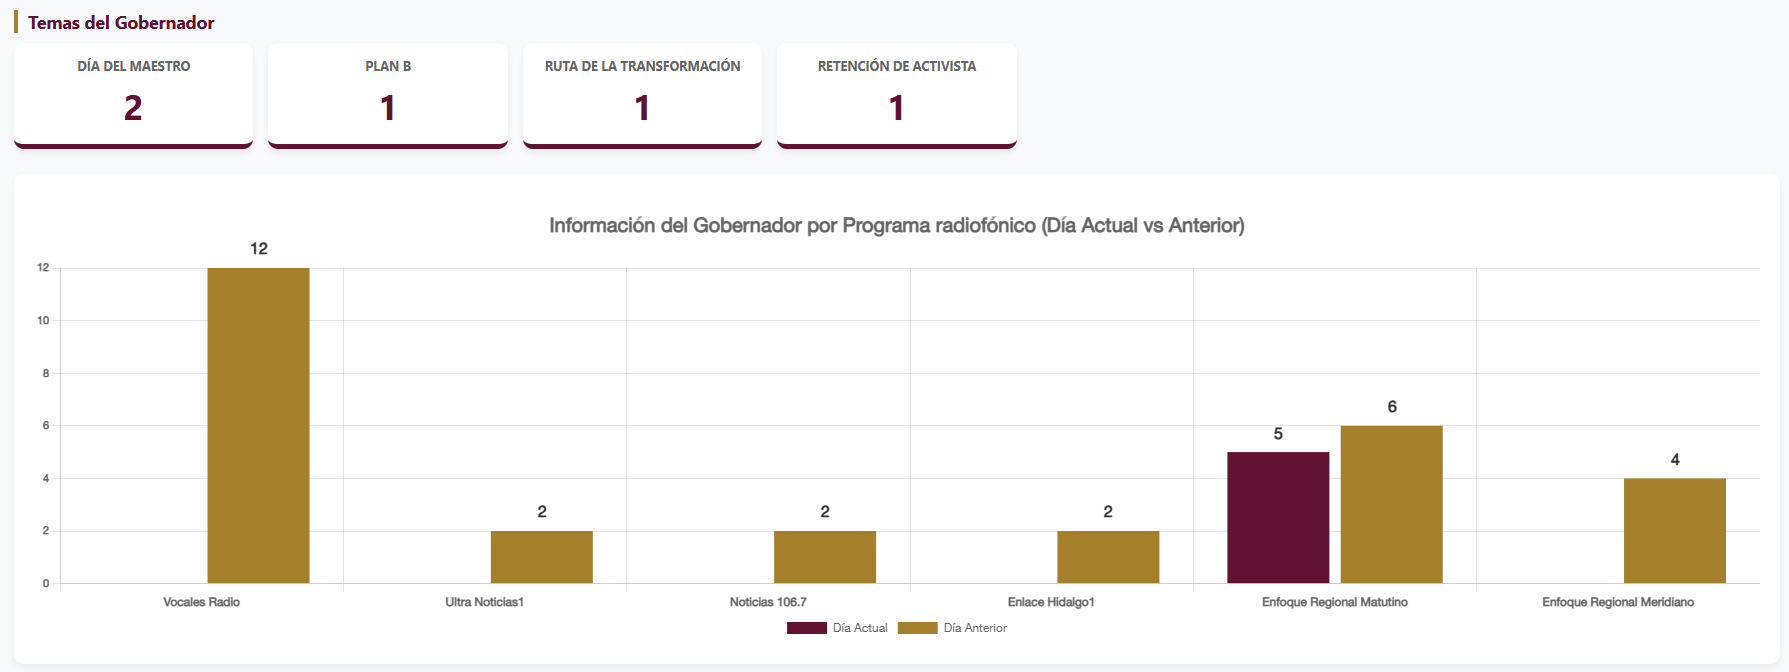 Temas del Gobernador
DÍA DEL MAESTRO
2
PLAN B
1
RUTA DE LA TRANSFORMACIÓN
1
RETENCIÓN DE ACTIVISTA
1
Información del Gobernador por Programa radiofónico (Día Actual vs Anterior)
12
10
8
6
4
2
0
12
2
2
2
5
6
4
Vocales Radio
Ultra Noticias1
Noticias 106.7
Enlace Hidalgo1
Enfoque Regional Matutino
Enfoque Regional Meridiano
Día Actual
Día Anterior